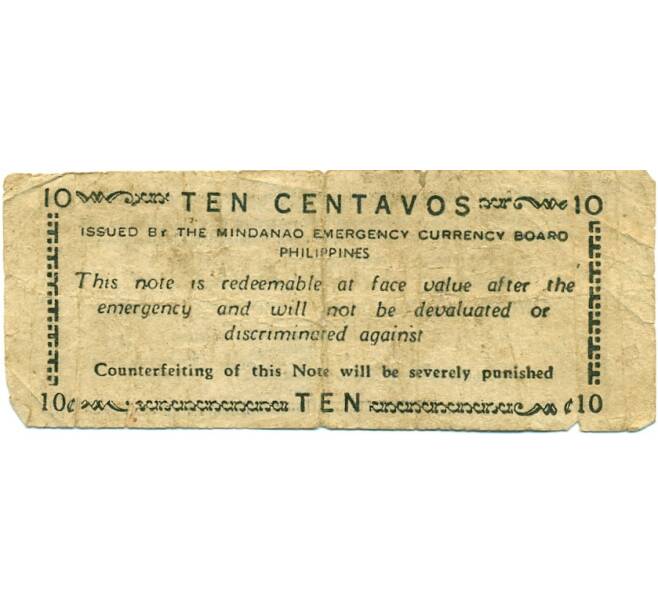 10 TEN CENTAVOS 10
ISSUED BY THE MINDANAO EMERGENCY CURRENCY BOARD
PHILIPPINES
This note is redeemable at face value after the
emergency and will not be devaluated or
discriminated against
Counterfeiting of this Note will be severely punished
10¢ TEN ¢10